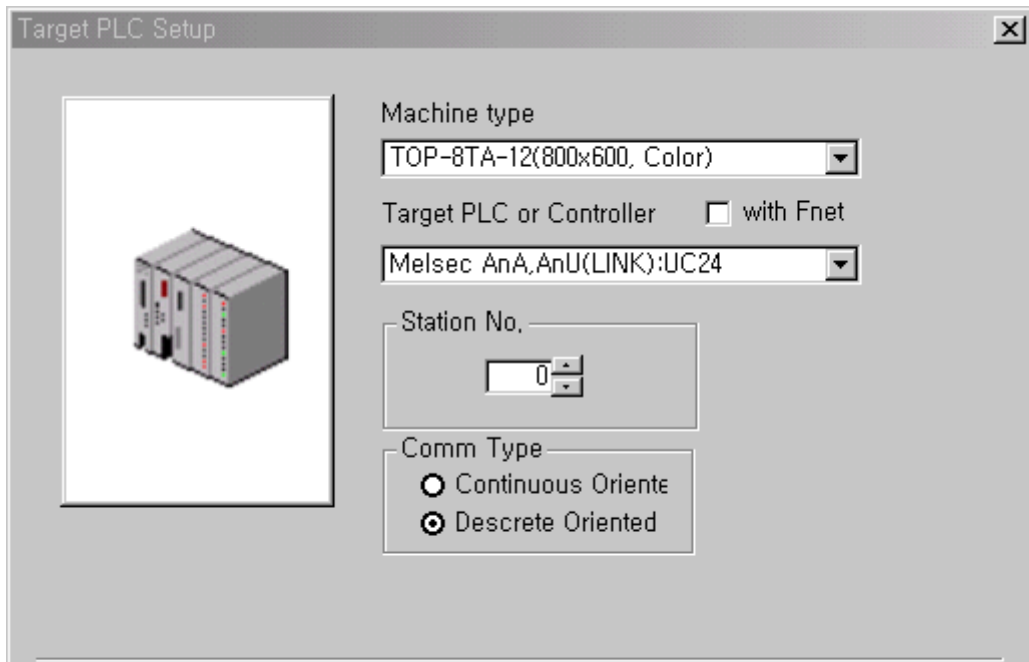 Target PLC Setup
Machine type
TOP-8TA-12(800x600, Color)
Target PLC or Controller
with Fnet
Melsec AnA,AnU(LINK):UC24
Station No.
0
Comm Type
Continuous Oriente
Descrete Oriented